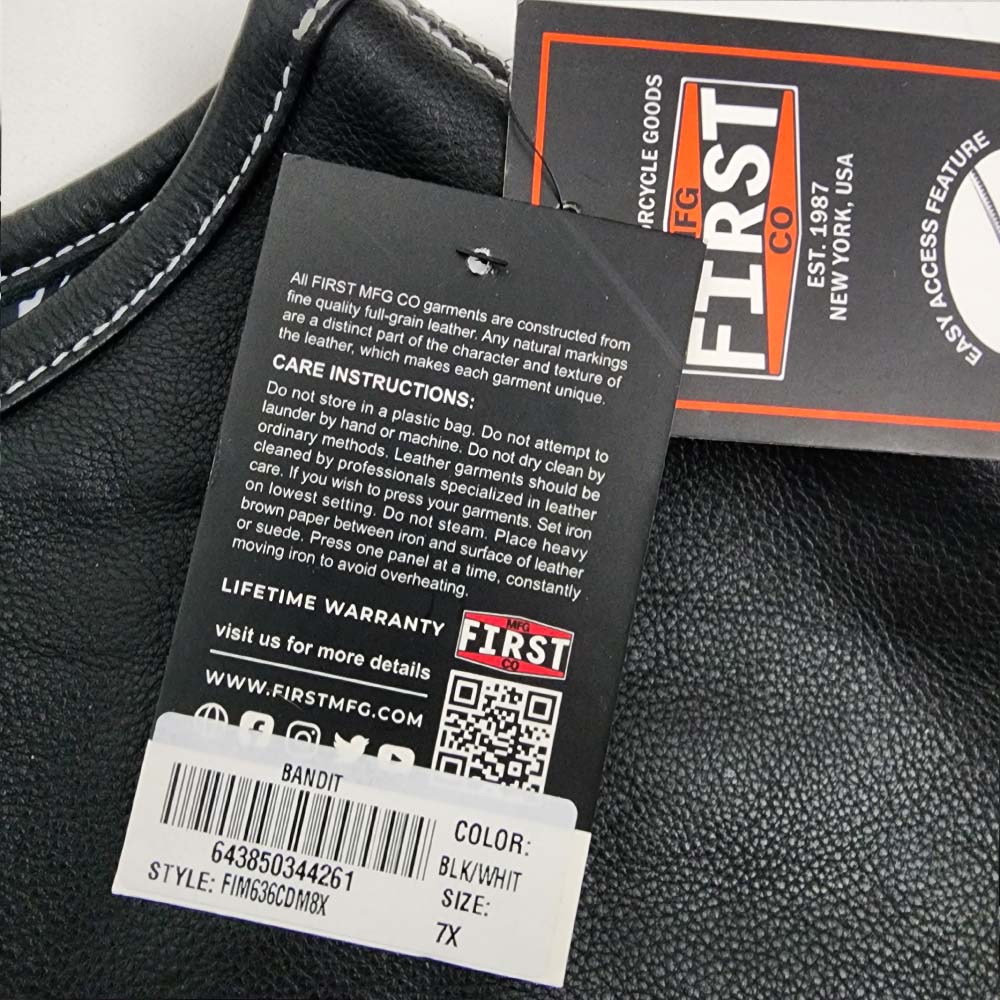 All FIRST MFG CO garments are constructed from
fine quality full-grain leather. Any natural markings
are a distinct part of the character and texture of
the leather, which makes each garment unique.
CARE INSTRUCTIONS:
Do not store in a plastic bag. Do not attempt to
launder by hand or machine. Do not dry clean by
ordinary methods. Leather garments should be
cleaned by professionals specialized in leather
care. If you wish to press your garments. Set iron
on lowest setting. Do not steam. Place heavy
brown paper between iron and surface of leather
or suede. Press one panel at a time, constantly
moving iron to avoid overheating.
LIFETIME WARRANTY
visit us for more details
WWW.FIRSTMFG.COM
MFG
FIRST
CO
BANDIT
643850344261
STYLE: FIM636CDM8X
COLOR:
BLK/WHIT
SIZE:
7X
RCYCLE GOODS
MFG
FIRST
CO
EST. 1987
NEW YORK, USA
EASY ACCESS FEATURE